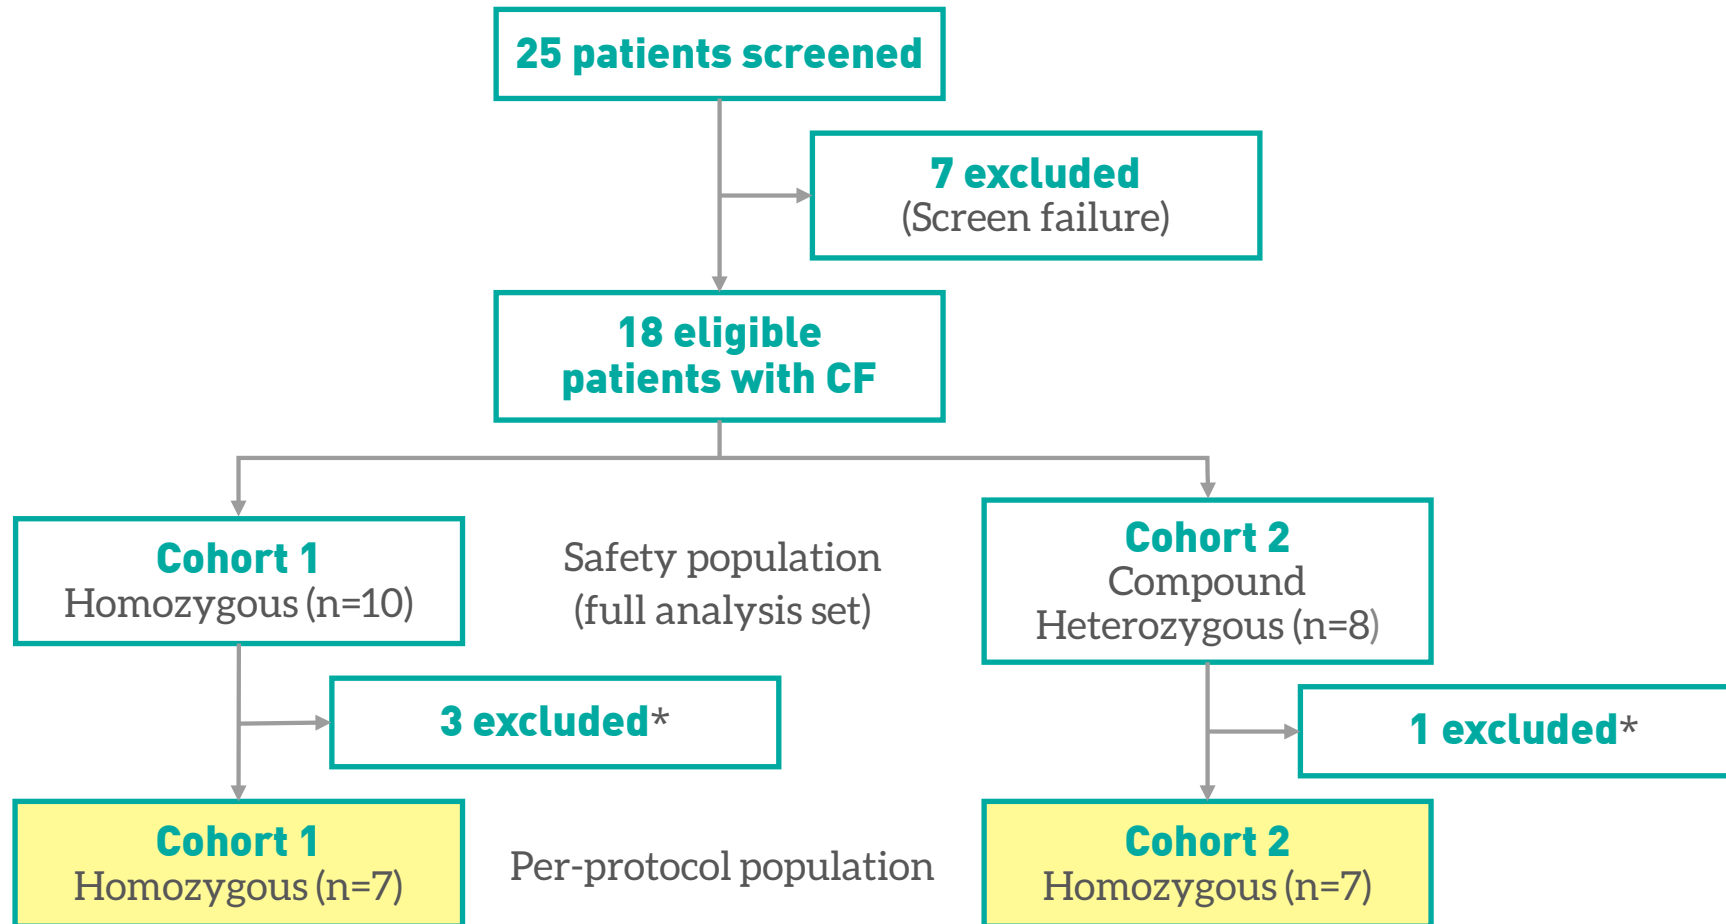 25 patients screened
7 excluded
(Screen failure)
18 eligible
patients with CF
Cohort 1
Homozygous (n=10)
Safety population
(full analysis set)
Cohort 2
Compound
Heterozygous (n=8)
3 excluded*
1 excluded*
Cohort 1
Homozygous (n=7)
Per-protocol population
Cohort 2
Homozygous (n=7)